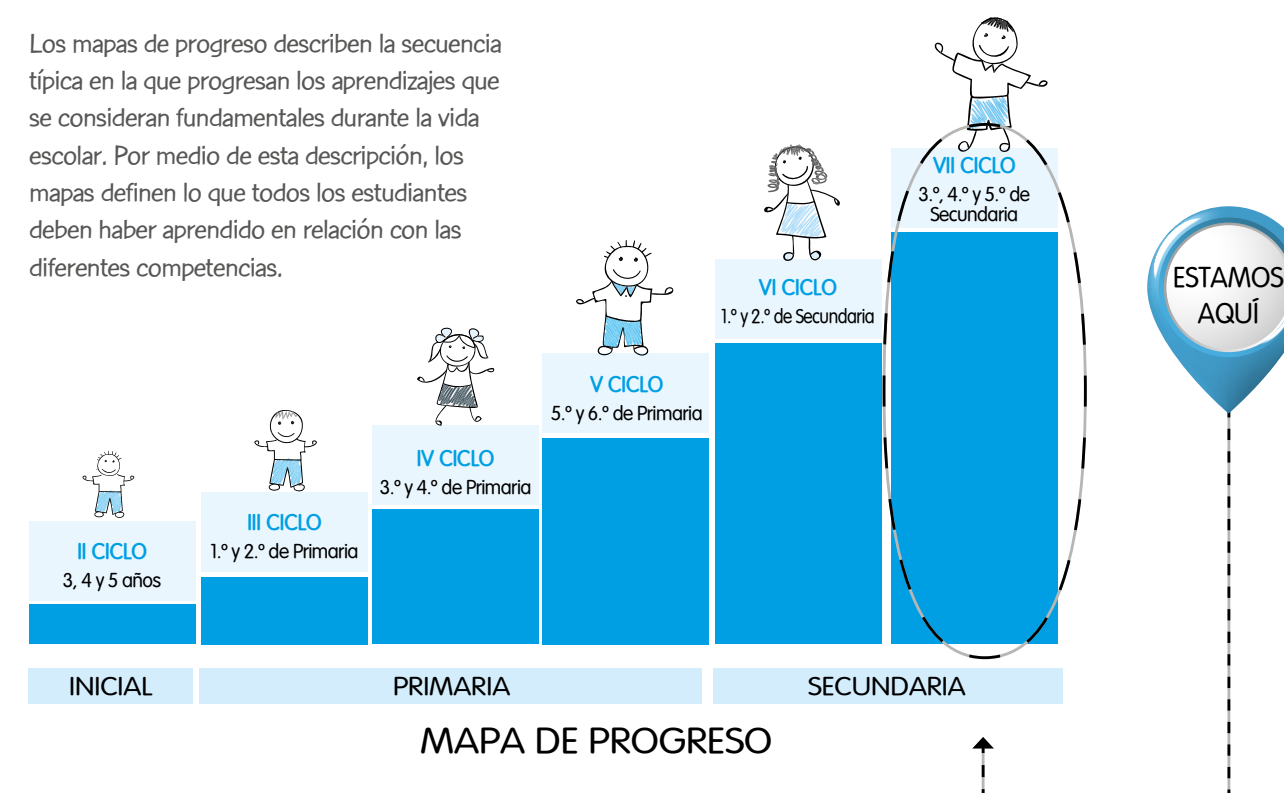 Los mapas de progreso describen la secuencia
típica en la que progresan los aprendizajes que
se consideran fundamentales durante la vida
escolar. Por medio de esta descripción, los
mapas definen lo que todos los estudiantes
deben haber aprendido en relación con las
diferentes competencias.
II CICLO
3, 4 y 5 años
III CICLO
1.º y 2.º de Primaria
IV CICLO
3.º y 4.º de Primaria
V CICLO
5.º y 6.º de Primaria
VI CICLO
1.º y 2.º de Secundaria
VII CICLO
3.º, 4.º y 5.º de
Secundaria
ESTAMOS
AQUÍ
INICIAL
PRIMARIA
SECUNDARIA
MAPA DE PROGRESO